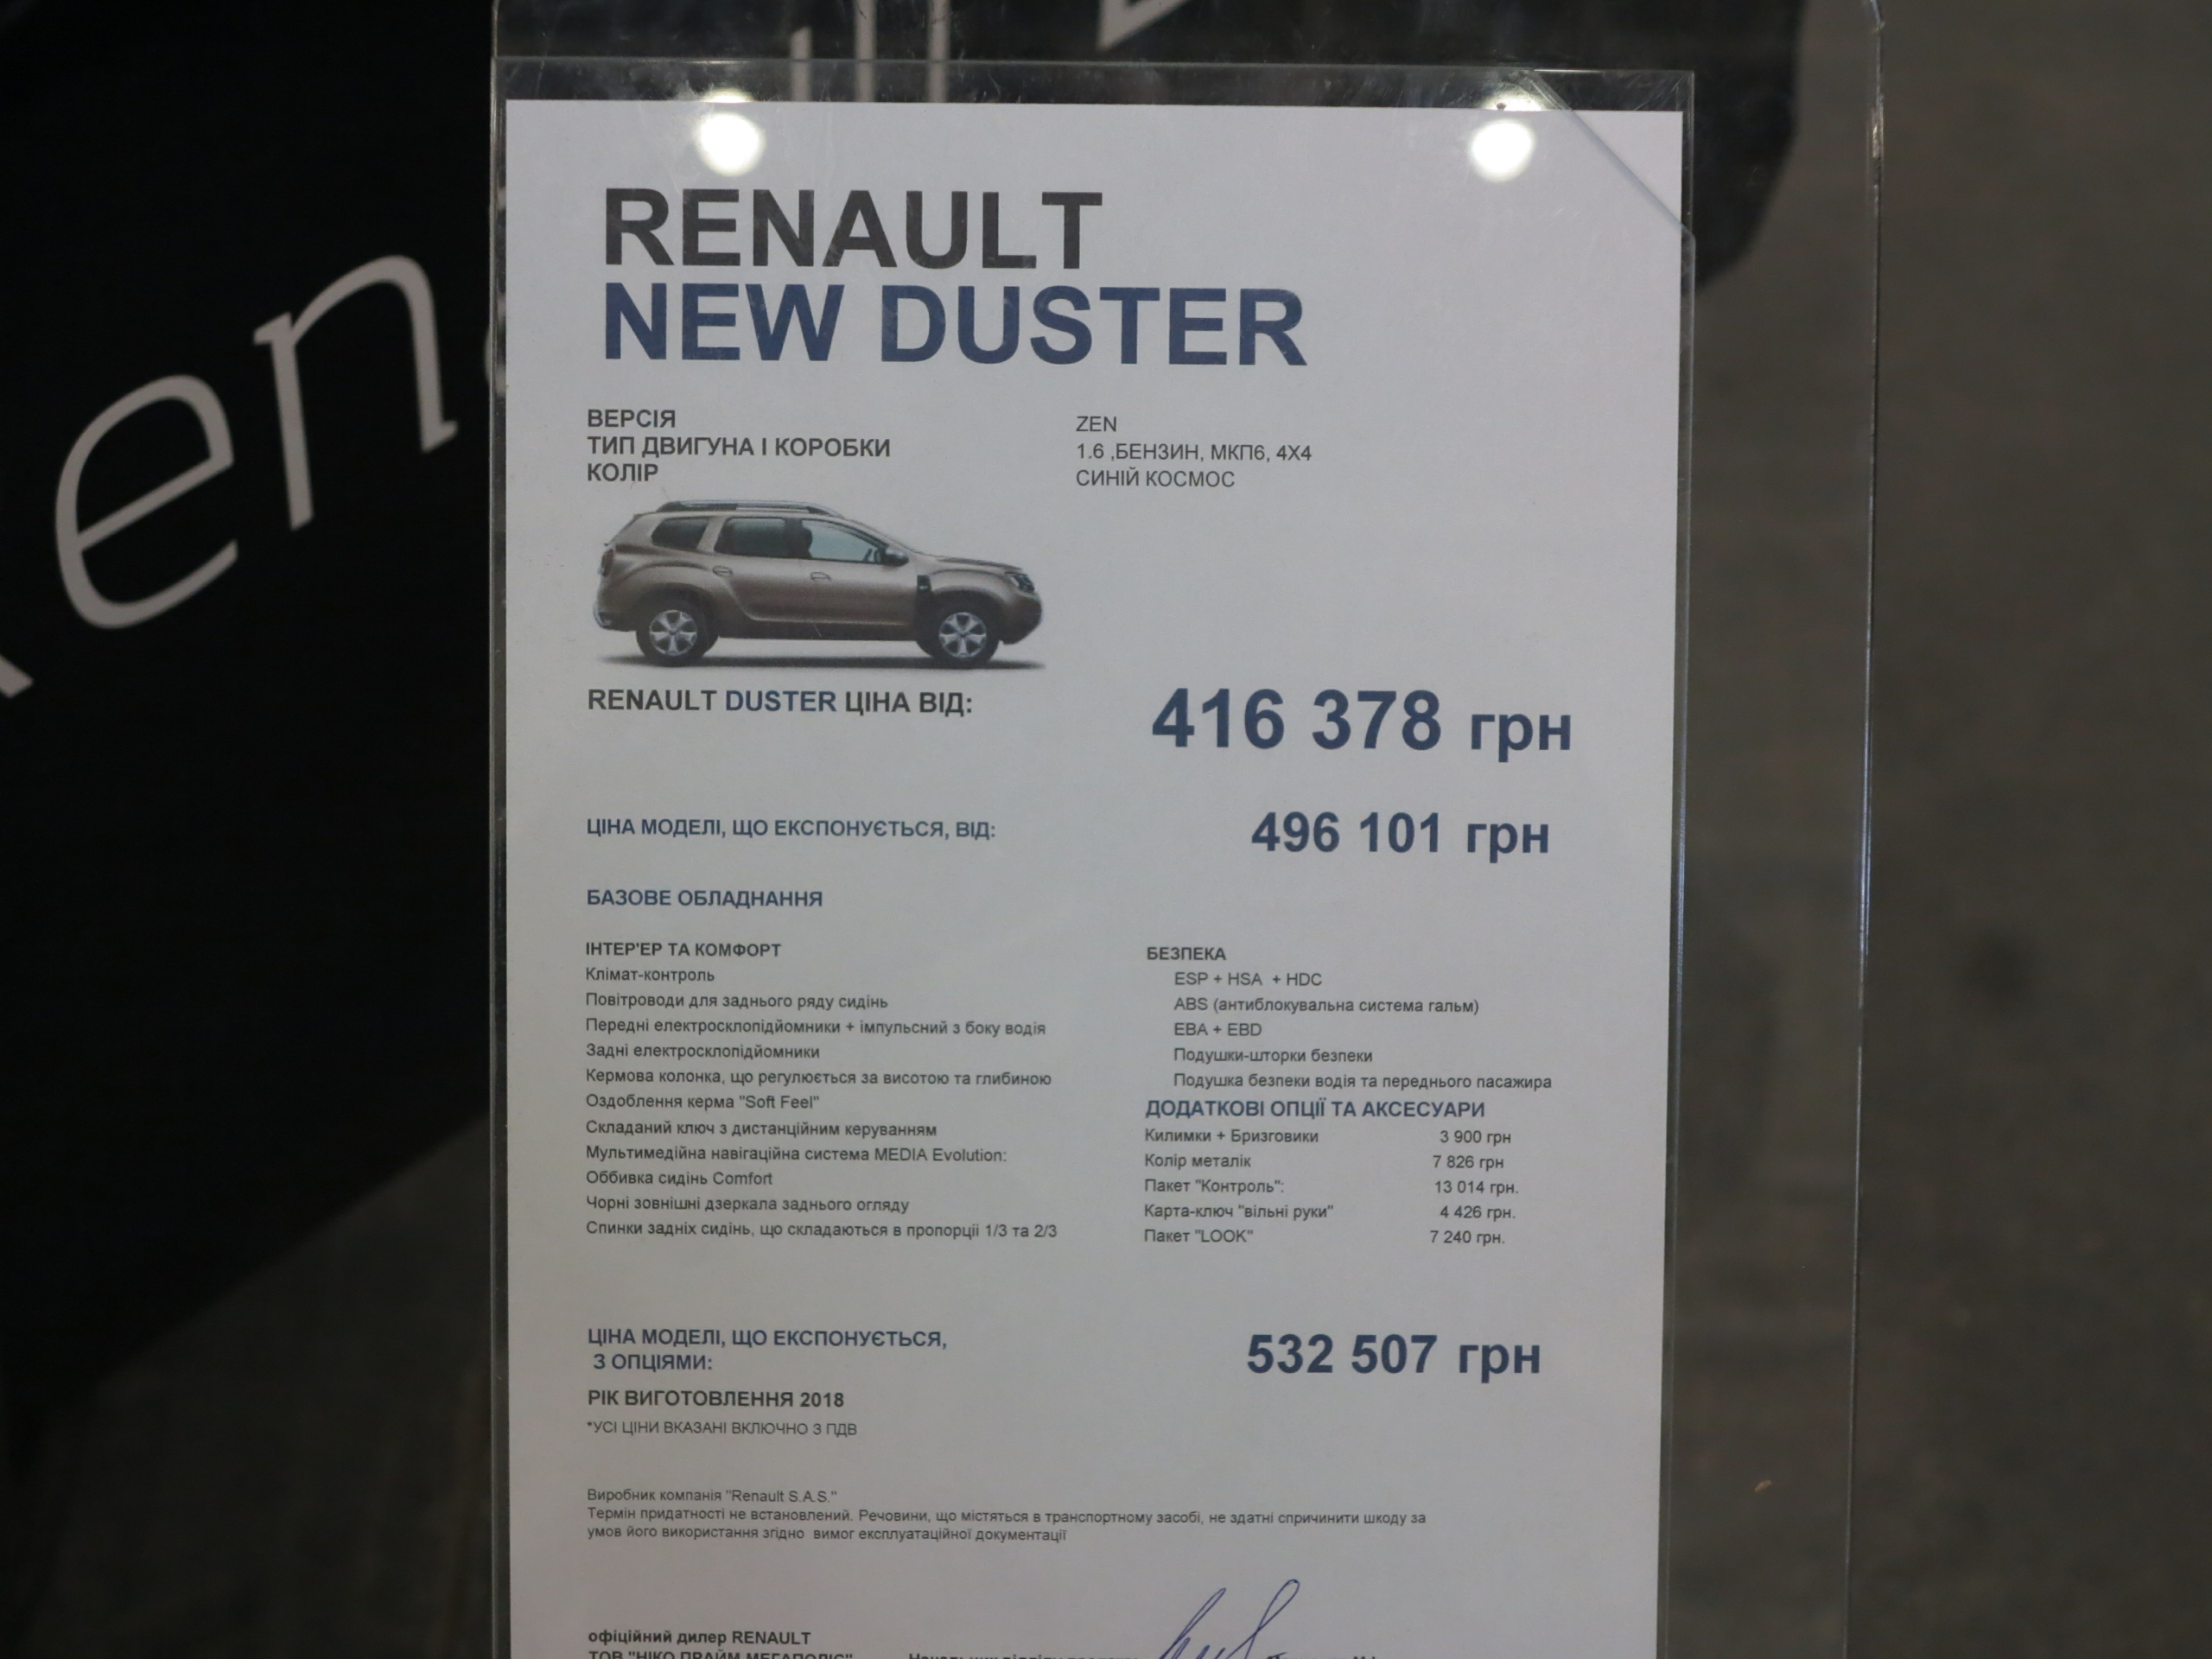 RENAULT
NEW DUSTER
ВЕРСІЯ ZEN
ТИП ДВИГУНА І КОРОБКИ 1.6 ,БЕНЗИН, МКП6, 4X4
КОЛІР СИНІЙ КОСМОС
RENAULT DUSTER ЦІНА ВІД: 416 378 грн
ЦІНА МОДЕЛІ, ЩО ЕКСПОНУЄТЬСЯ, ВІД: 496 101 грн
БАЗОВЕ ОБЛАДНАННЯ
ІНТЕР'ЕР ТА КОМФОРТ
Клімат-контроль
Повітроводи для заднього ряду сидінь
Передні електросклопідйомники + імпульсний з боку водія
Задні електросклопідйомники
Кермова колонка, що регулюється за висотою та глибиною
Оздоблення керма "Soft Feel"
Складаний ключ з дистанційним керуванням
Мультимедійна навігаційна система MEDIA Evolution:
Оббивка сидінь Comfort
Чорні зовнішні дзеркала заднього огляду
Спинки задніх сидінь, що складаються в пропорції 1/3 та 2/3
БЕЗПЕКА
ESP + HSA + HDC
ABS (антиблокувальна система гальм)
EBA + EBD
Подушки-шторки безпеки
Подушка безпеки водія та переднього пасажира
ДОДАТКОВІ ОПЦІЇ ТА АКСЕСУАРИ
Килимки + Бризговики 3 900 грн
Колір металік 7 826 грн
Пакет "Контроль": 13 014 грн.
Карта-ключ "вільні руки" 4 426 грн.
Пакет "LOOK" 7 240 грн.
ЦІНА МОДЕЛІ, ЩО ЕКСПОНУЄТЬСЯ,
З ОПЦІЯМИ: 532 507 грн
РІК ВИГОТОВЛЕННЯ 2018
*УСІ ЦІНИ ВКАЗАНІ ВКЛЮЧНО З ПДВ
Виробник компанія "Renault S.A.S."
Термін придатності не встановлений. Речовини, що містяться в транспортному засобі, не здатні спричинити шкоду за
умов його використання згідно вимог експлуатаційної документації
офіційний дилер RENAULT
ТОВ "НІКО ПРАЙМ МЕГАПОЛІС"